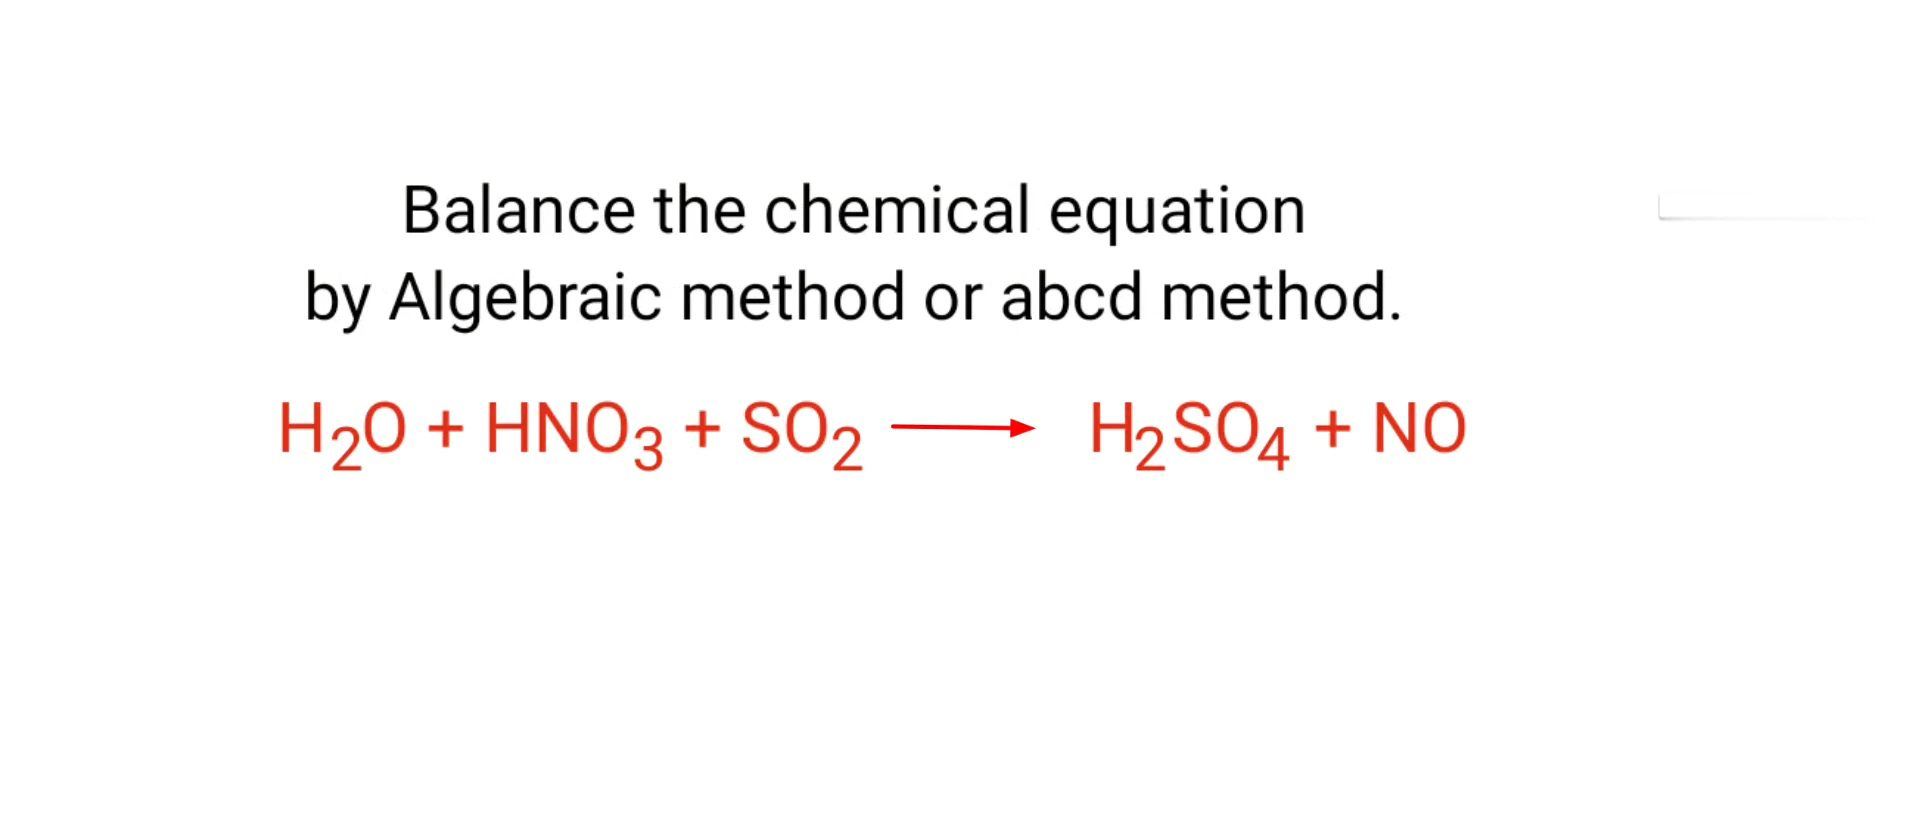 Balance the chemical equation
by Algebraic method or abcd method.
H₂O + HNO₃ + SO₂ ⟶ H₂SO₄ + NO